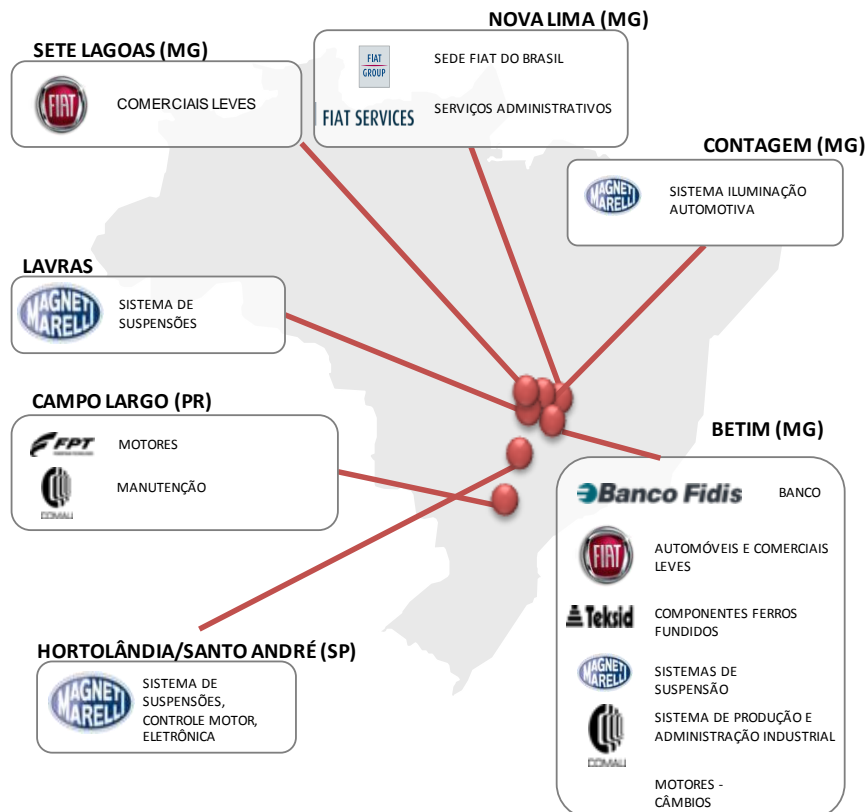 NOVA LIMA (MG)
FIAT
GROUP
SEDE FIAT DO BRASIL
FIAT SERVICES
SERVIÇOS ADMINISTRATIVOS
SETE LAGOAS (MG)
FIAT
COMERCIAIS LEVES
CONTAGEM (MG)
MAGNETI
MARELLI
SISTEMA ILUMINAÇÃO
AUTOMOTIVA
LAVRAS
MAGNETI
MARELLI
SISTEMA DE
SUSPENSÕES
CAMPO LARGO (PR)
FPT
MOTORES
COMAU
MANUTENÇÃO
BETIM (MG)
Banco Fidis
BANCO
FIAT
AUTOMÓVEIS E COMERCIAIS
LEVES
Teksid
COMPONENTES FERROS
FUNDIDOS
MAGNETI
MARELLI
SISTEMAS DE
SUSPENSÃO
COMAU
SISTEMA DE PRODUÇÃO E
ADMINISTRAÇÃO INDUSTRIAL
MOTORES -
CÂMBIOS
HORTOLÂNDIA/SANTO ANDRÉ (SP)
MAGNETI
MARELLI
SISTEMA DE
SUSPENSÕES,
CONTROLE MOTOR,
ELETRÔNICA